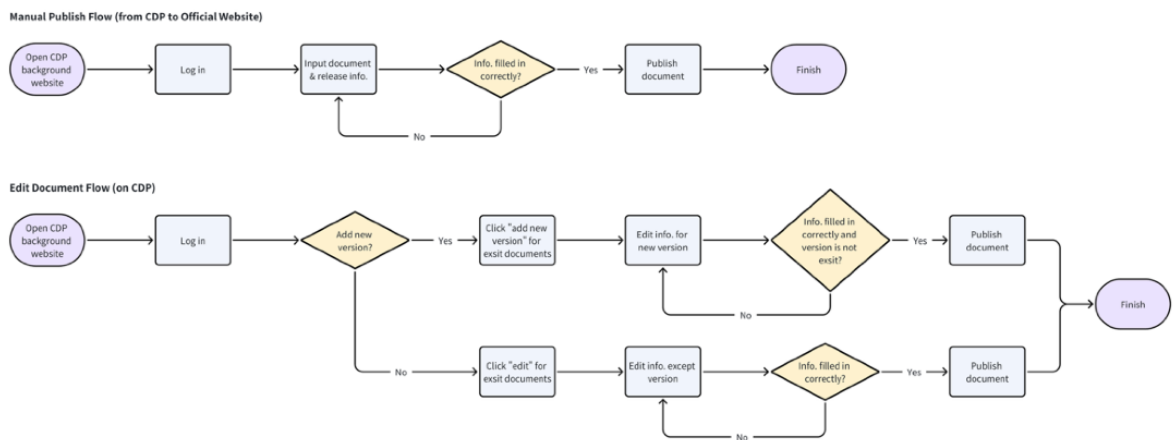 Manual Publish Flow (from CDP to Official Website)
Open CDP
background
website
Log in
Input document
& release info.
Info. filled in
correctly?
Yes
Publish
document
Finish
No
Edit Document Flow (on CDP)
Open CDP
background
website
Log in
Add new
version?
Yes
Click "add new
version" for
exsit documents
Edit info. for
new version
Info. filled in
correctly and
version is not
exsit?
Yes
Publish
document
No
Finish
No
Click "edit" for
exsit documents
Edit info. except
version
Info. filled in
correctly?
Yes
Publish
document
No